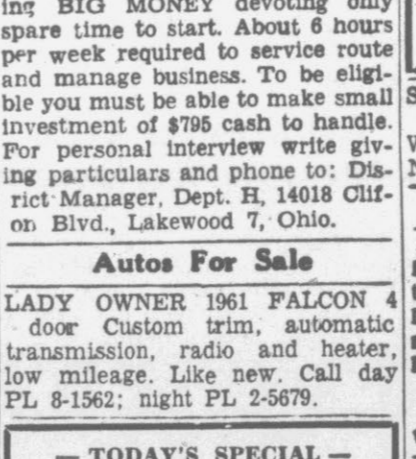 ing BIG MONEY devoting only
spare time to start. About 6 hours
per week required to service route
and manage business. To be eligi-
ble you must be able to make small
investment of $795 cash to handle.
For personal interview write giv-
ing particulars and phone to: Dis-
rict Manager, Dept. H, 14018 Clif-
on Blvd., Lakewood 7, Ohio.
Autos For Sale
LADY OWNER 1961 FALCON 4
door Custom trim, automatic
transmission, radio and heater,
low mileage. Like new. Call day
PL 8-1562; night PL 2-5679.
— TODAY'S SPECIAL —